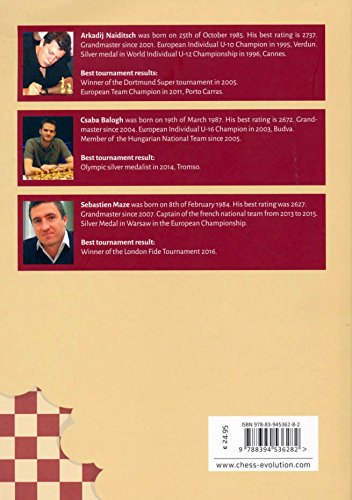 Arkadij Naiditsch was born on 25th of October 1985. His best rating is 2737.
Grandmaster since 2001. European Individual U-10 Champion in 1995, Verdun.
Silver medal in World Individual U-12 Championship in 1996, Cannes.
Best tournament results:
Winner of the Dortmund Super tournament in 2005.
European Team Champion in 2011, Porto Carras.
Csaba Balogh was born on 19th of March 1987. His best rating is 2672. Grand-
master since 2004. European Individual U-16 Champion in 2003, Budva.
Member of the Hungarian National Team since 2005.
Best tournament result:
Olympic silver medalist in 2014, Tromso.
Sebastien Maze was born on 8th of February 1984. His best rating was 2627.
Grandmaster since 2007. Captain of the french national team from 2013 to 2015.
Silver Medal in Warsaw in the European Championship.
Best tournament result:
Winner of the London Fide Tournament 2016.
€ 24.95
ISBN 978-83-945362-8-2
9 788394 536282 >
www.chess-evolution.com